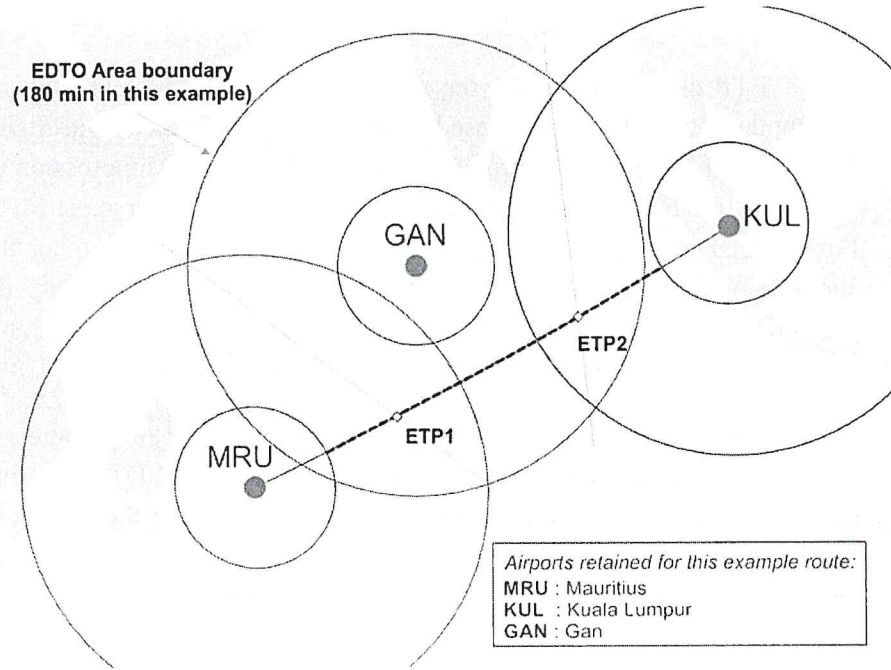 EDTO Area boundary
(180 min in this example)
GAN
KUL
ETP2
ETP1
MRU
Airports retained for this example route:
MRU : Mauritius
KUL : Kuala Lumpur
GAN : Gan